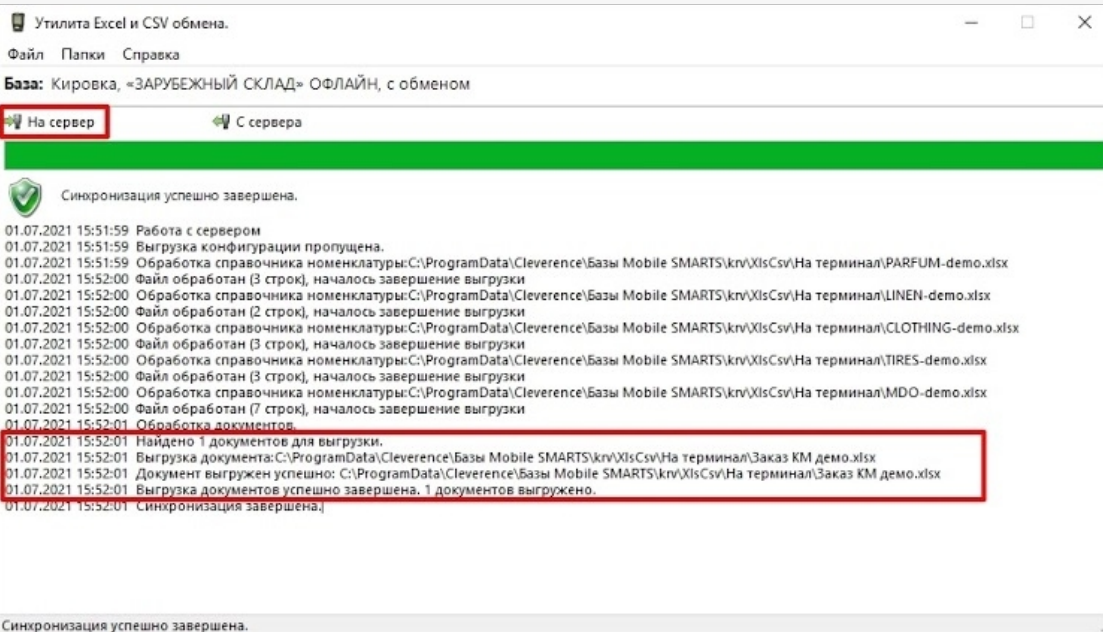 Утилита Excel и CSV обмена.
Файл Папки Справка
База: Кировка, «ЗАРУБЕЖНЫЙ СКЛАД» ОФЛАЙН, с обменом
На сервер С сервера
Синхронизация успешно завершена.
01.07.2021 15:51:59 Работа с сервером
01.07.2021 15:51:59 Выгрузка конфигурации пропущена.
01.07.2021 15:51:59 Обработка справочника номенклатуры:C:\ProgramData\Cleverence\Базы Mobile SMARTS\krv\XlsCsv\На терминал\PARFUM-demo.xlsx
01.07.2021 15:52:00 Файл обработан (3 строк), началось завершение выгрузки
01.07.2021 15:52:00 Обработка справочника номенклатуры:C:\ProgramData\Cleverence\Базы Mobile SMARTS\krv\XlsCsv\На терминал\LINEN-demo.xlsx
01.07.2021 15:52:00 Файл обработан (2 строк), началось завершение выгрузки
01.07.2021 15:52:00 Обработка справочника номенклатуры:C:\ProgramData\Cleverence\Базы Mobile SMARTS\krv\XlsCsv\На терминал\CLOTHING-demo.xlsx
01.07.2021 15:52:00 Файл обработан (3 строк), началось завершение выгрузки
01.07.2021 15:52:00 Обработка справочника номенклатуры:C:\ProgramData\Cleverence\Базы Mobile SMARTS\krv\XlsCsv\На терминал\TIRES-demo.xlsx
01.07.2021 15:52:00 Файл обработан (3 строк), началось завершение выгрузки
01.07.2021 15:52:00 Обработка справочника номенклатуры:C:\ProgramData\Cleverence\Базы Mobile SMARTS\krv\XlsCsv\На терминал\MDO-demo.xlsx
01.07.2021 15:52:00 Файл обработан (7 строк), началось завершение выгрузки
01.07.2021 15:52:01 Обработка документов.
01.07.2021 15:52:01 Найдено 1 документов для выгрузки.
01.07.2021 15:52:01 Выгрузка документа:C:\ProgramData\Cleverence\Базы Mobile SMARTS\krv\XlsCsv\На терминал\Заказ КМ демо.xlsx
01.07.2021 15:52:01 Документ выгружен успешно: C:\ProgramData\Cleverence\Базы Mobile SMARTS\krv\XlsCsv\На терминал\Заказ КМ демо.xlsx
01.07.2021 15:52:01 Выгрузка документов успешно завершена. 1 документов выгружено.
01.07.2021 15:52:01 Синхронизация завершена.
Синхронизация успешно завершена.